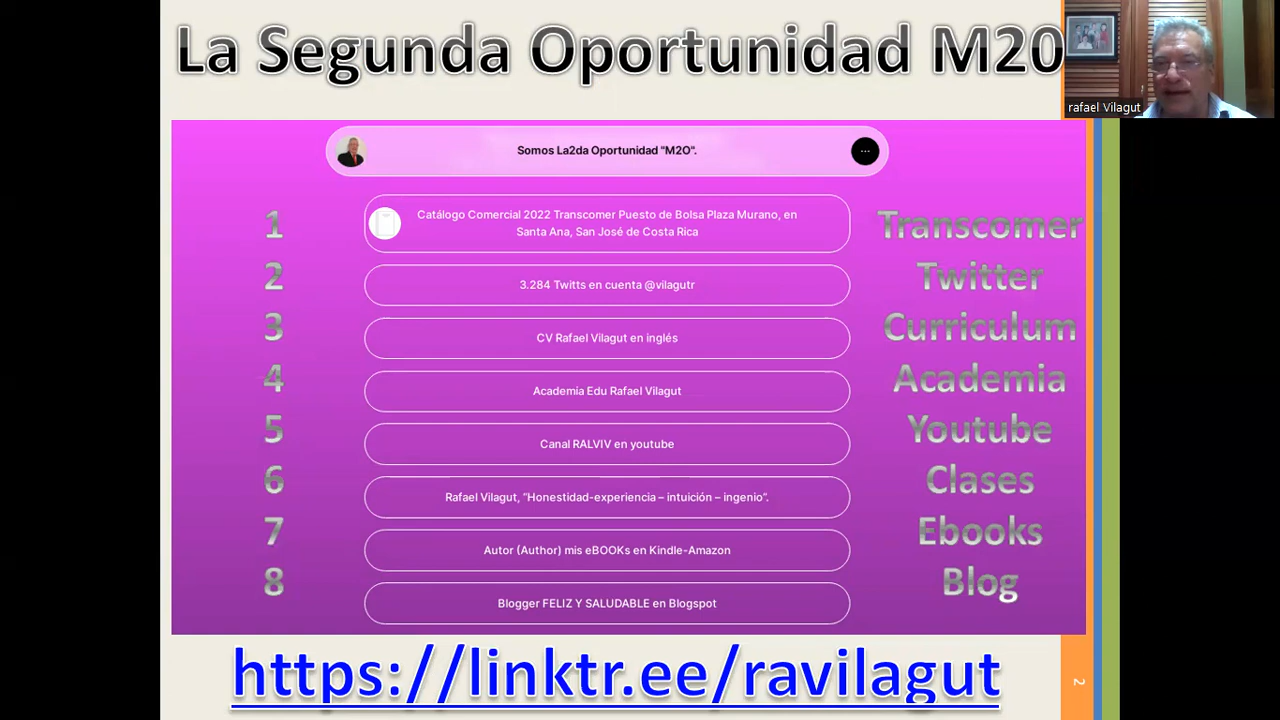 La Segunda Oportunidad M2O
rafael Vilagut
Somos La2da Oportunidad "M2O".
1
Catálogo Comercial 2022 Transcomer Puesto de Bolsa Plaza Murano, en
Santa Ana, San José de Costa Rica
Transcomer
2
3.284 Twitts en cuenta @vilagutr
Twitter
3
CV Rafael Vilagut en inglés
Curriculum
4
Academia Edu Rafael Vilagut
Academia
5
Canal RALVIV en youtube
Youtube
6
Rafael Vilagut, "Honestidad-experiencia – intuición – ingenio".
Clases
7
Autor (Author) mis eBOOKs en Kindle-Amazon
Ebooks
8
Blogger FELIZ Y SALUDABLE en Blogspot
Blog
https://linktr.ee/ravilagut
2